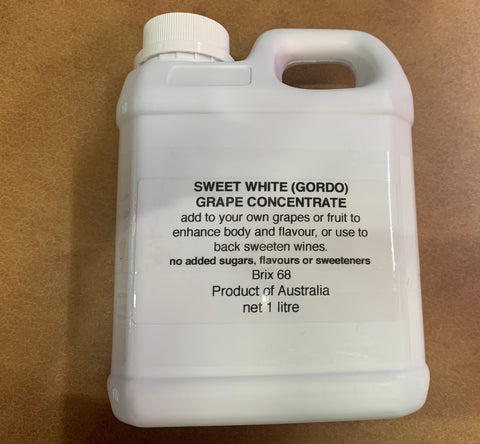 SWEET WHITE (GORDO)
GRAPE CONCENTRATE
add to your own grapes or fruit to
enhance body and flavour, or use to
back sweeten wines.
no added sugars, flavours or sweeteners
Brix 68
Product of Australia
net 1 litre